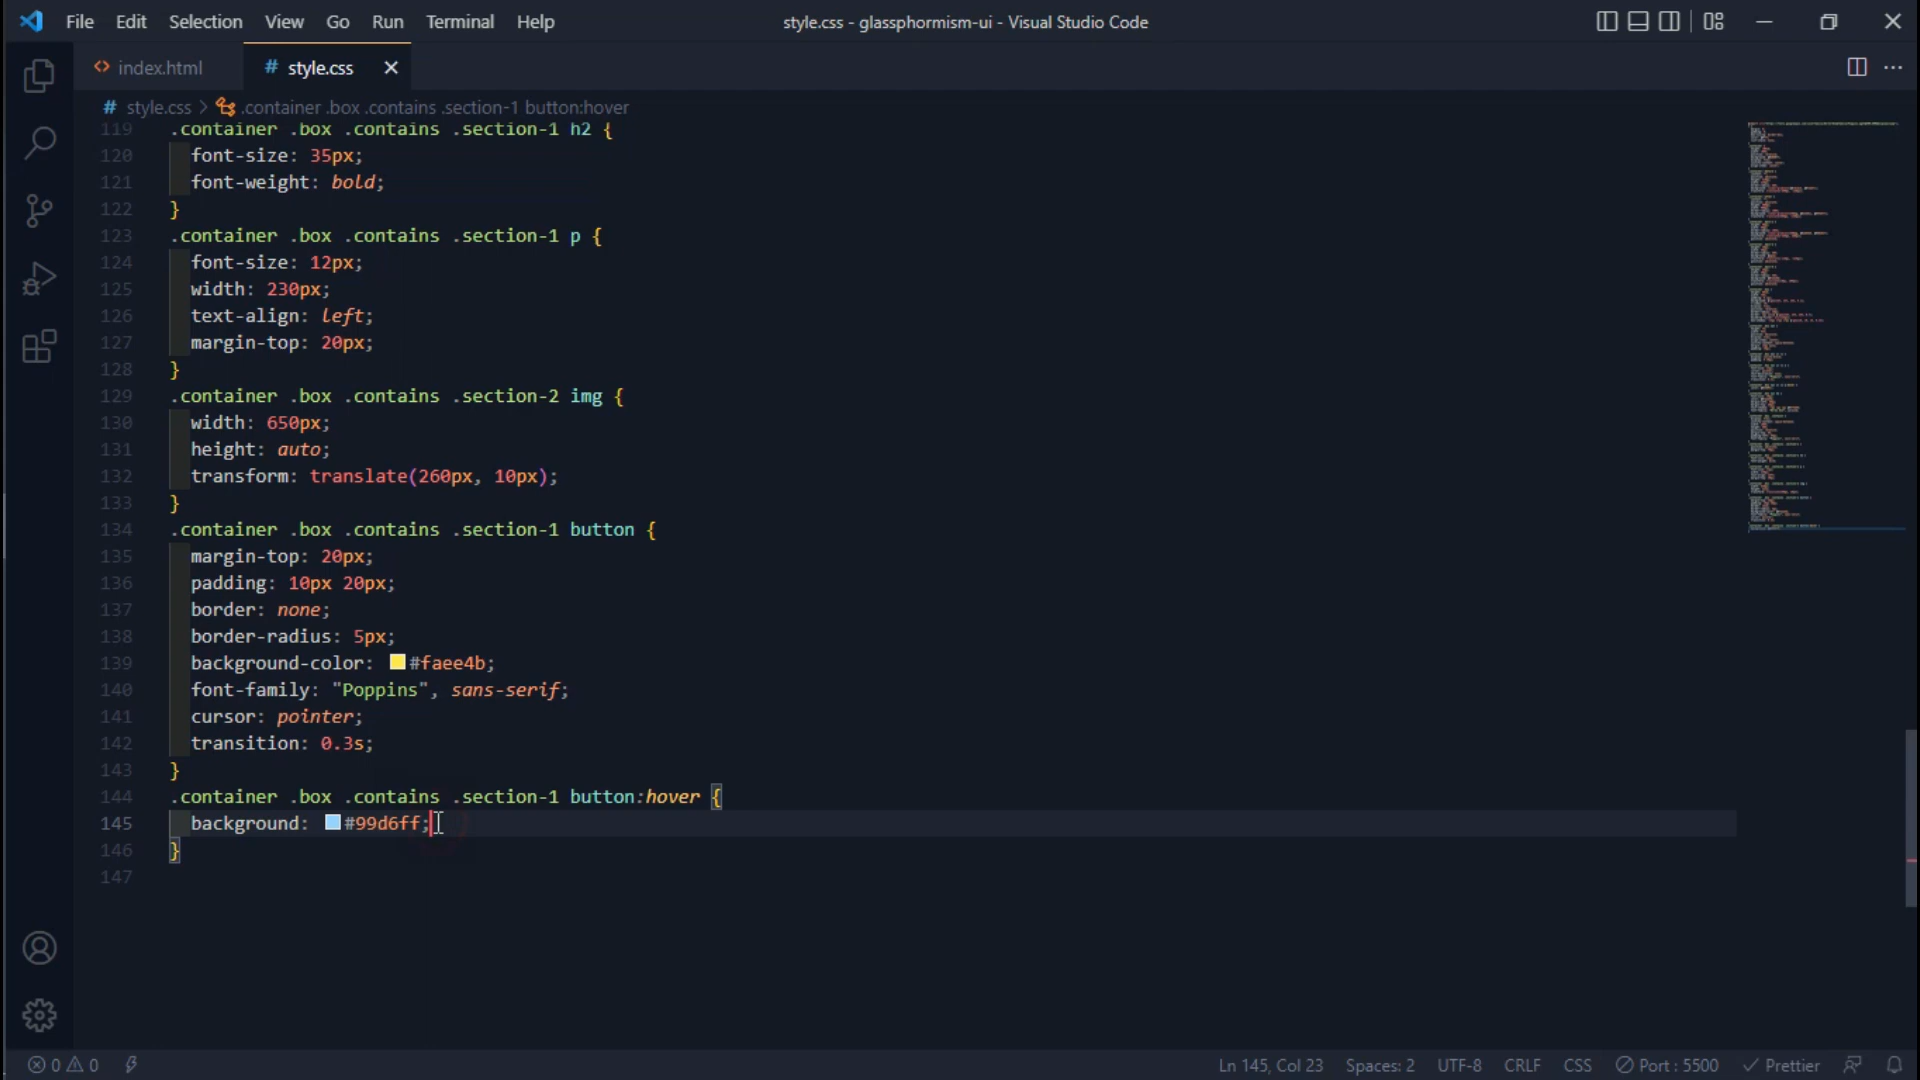 File Edit Selection View Go Run Terminal Help
style.css - glassphormism-ui - Visual Studio Code
<> index.html
# style.css
# style.css > .container .box .contains .section-1 button:hover
119 .container .box .contains .section-1 h2 {
120 font-size: 35px;
121 font-weight: bold;
122 }
123 .container .box .contains .section-1 p {
124 font-size: 12px;
125 width: 230px;
126 text-align: left;
127 margin-top: 20px;
128 }
129 .container .box .contains .section-2 img {
130 width: 650px;
131 height: auto;
132 transform: translate(260px, 10px);
133 }
134 .container .box .contains .section-1 button {
135 margin-top: 20px;
136 padding: 10px 20px;
137 border: none;
138 border-radius: 5px;
139 background-color: #faee4b;
140 font-family: "Poppins", sans-serif;
141 cursor: pointer;
142 transition: 0.3s;
143 }
144 .container .box .contains .section-1 button:hover {
145 background: #99d6ff;
146 }
147
0 0
Ln 145, Col 23 Spaces: 2 UTF-8 CRLF CSS Port : 5500 Prettier